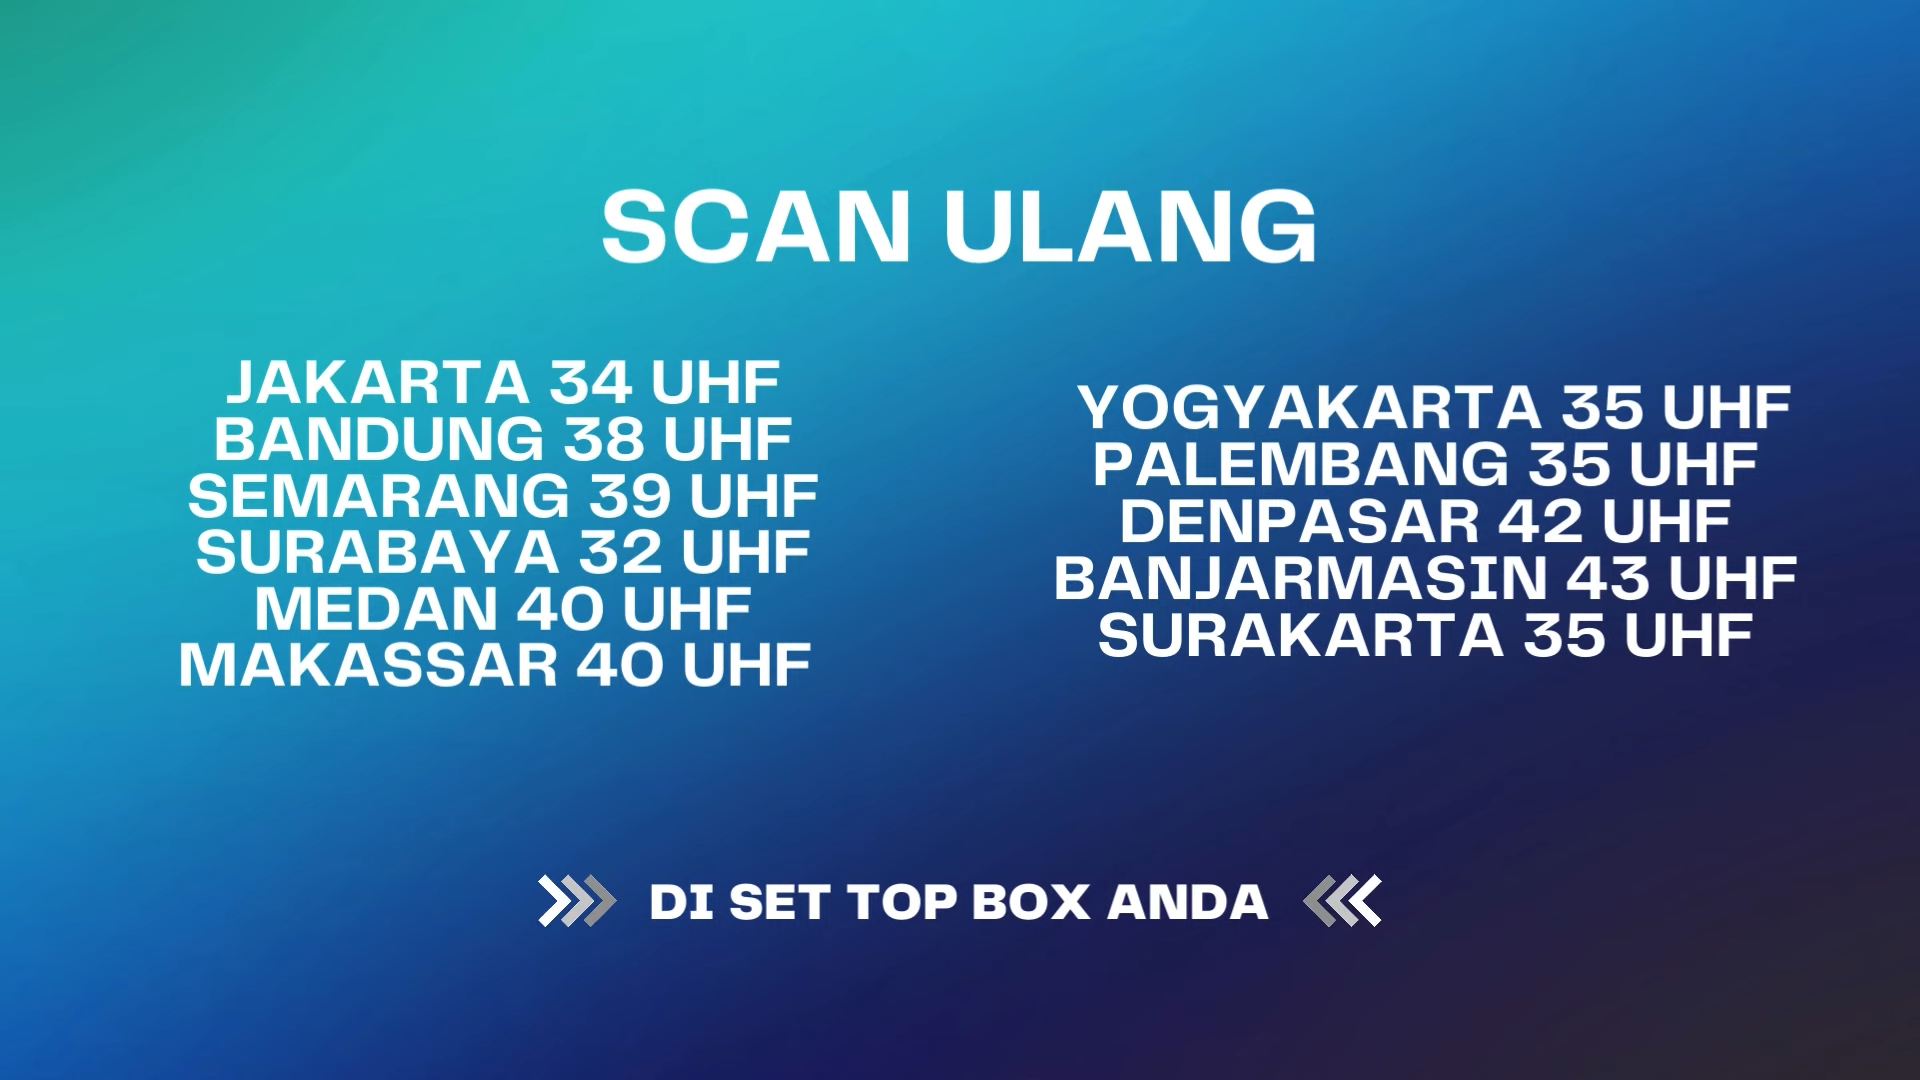 SCAN ULANG
JAKARTA 34 UHF
BANDUNG 38 UHF
SEMARANG 39 UHF
SURABAYA 32 UHF
MEDAN 40 UHF
MAKASSAR 40 UHF
YOGYAKARTA 35 UHF
PALEMBANG 35 UHF
DENPASAR 42 UHF
BANJARMASIN 43 UHF
SURAKARTA 35 UHF
DI SET TOP BOX ANDA